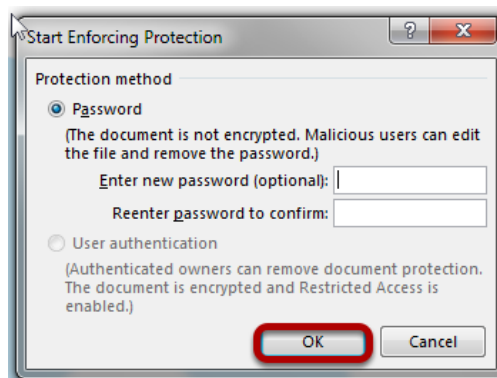 Start Enforcing Protection
Protection method
Password
(The document is not encrypted. Malicious users can edit
the file and remove the password.)
Enter new password (optional):
Reenter password to confirm:
User authentication
(Authenticated owners can remove document protection.
The document is encrypted and Restricted Access is
enabled.)
OK Cancel